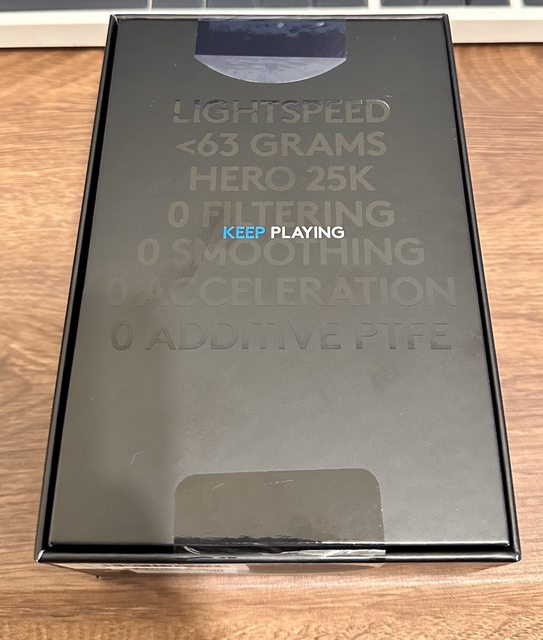 LIGHTSPEED
<63 GRAMS
HERO 25K
0 FILTERING
KEEP PLAYING
0 SMOOTHING
0 ACCELERATION
0 ADDITIVE PTFE